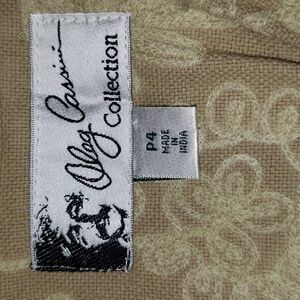 Oleg Cassini
Collection
P4
MADE IN
INDIA